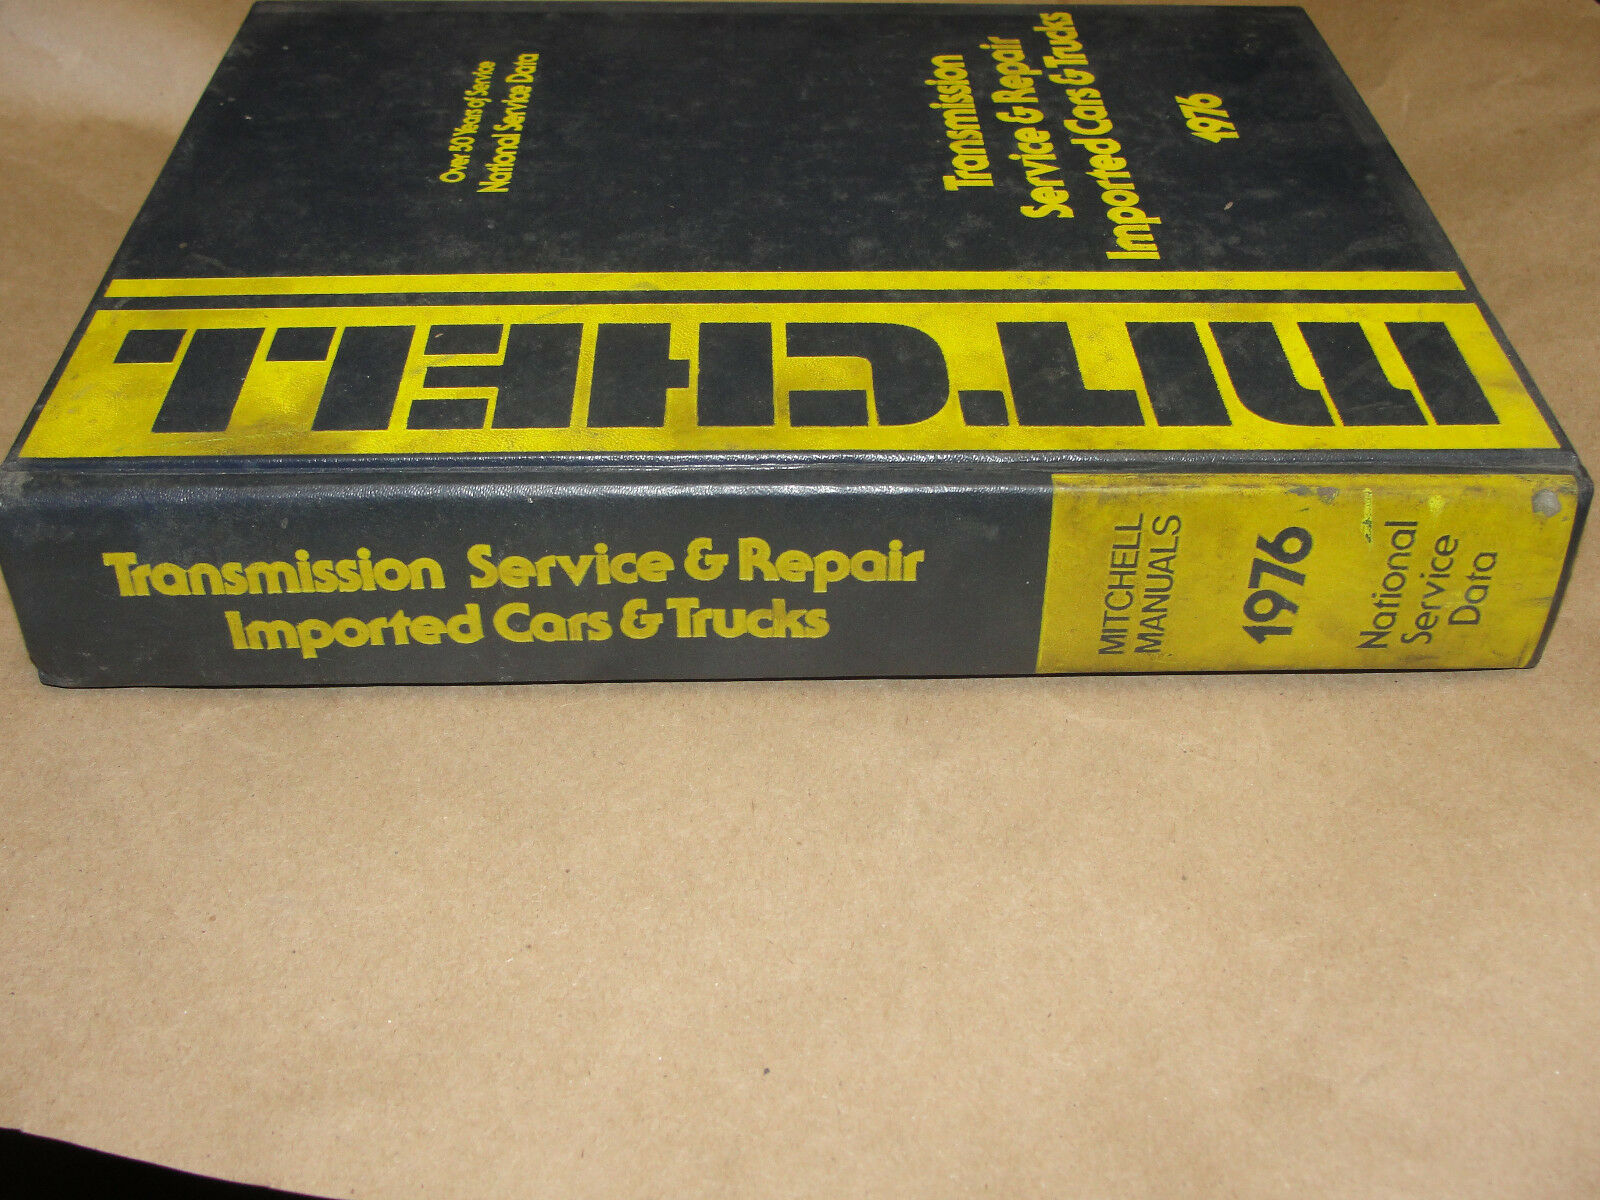 Over 50 Years of Service
National Service Data
Transmission
Service & Repair
Imported Cars & Trucks
1976
MITCHELL
Transmission Service & Repair
Imported Cars & Trucks
MITCHELL
MANUALS
1976
National
Service
Data